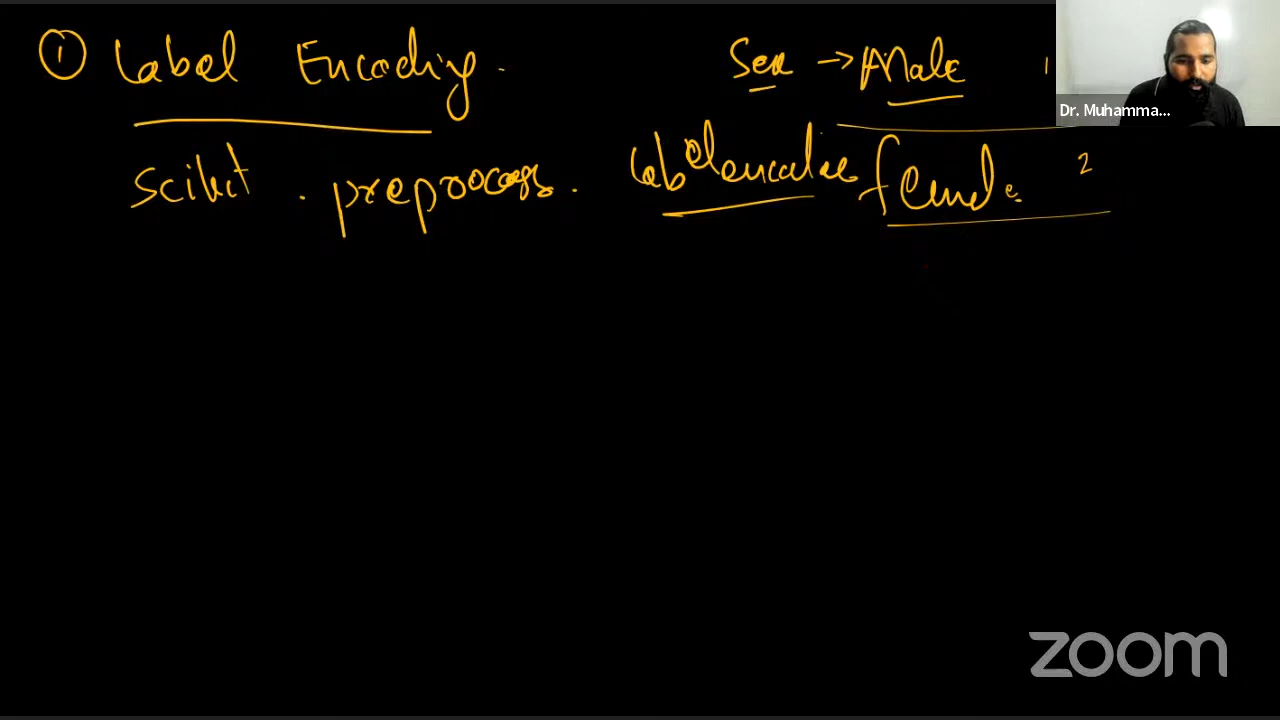 ① Label Encoding.
Sex → Male 1
Dr. Muhamma...
scikit . preprocess. labelencoder
female 2
zoom